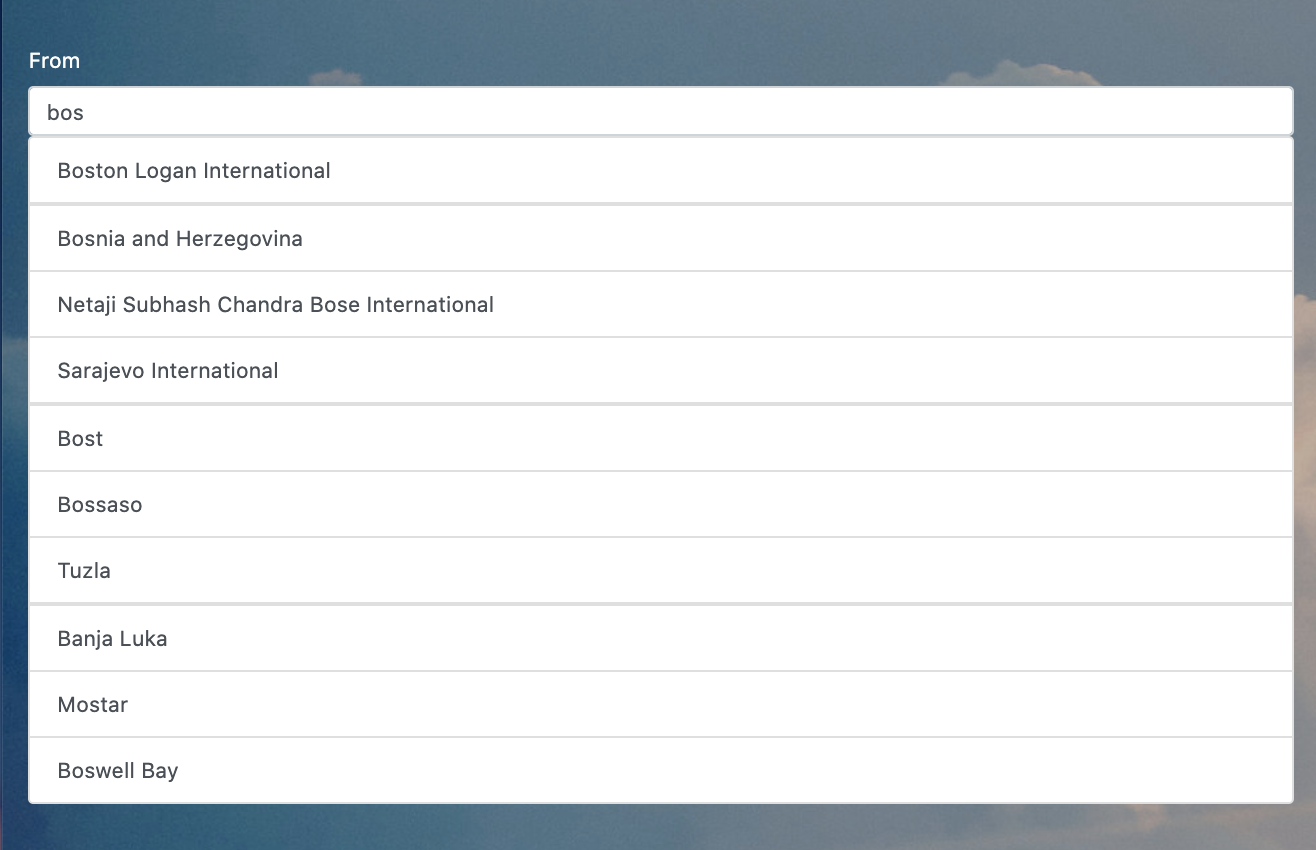 From
bos
Boston Logan International
Bosnia and Herzegovina
Netaji Subhash Chandra Bose International
Sarajevo International
Bost
Bossaso
Tuzla
Banja Luka
Mostar
Boswell Bay